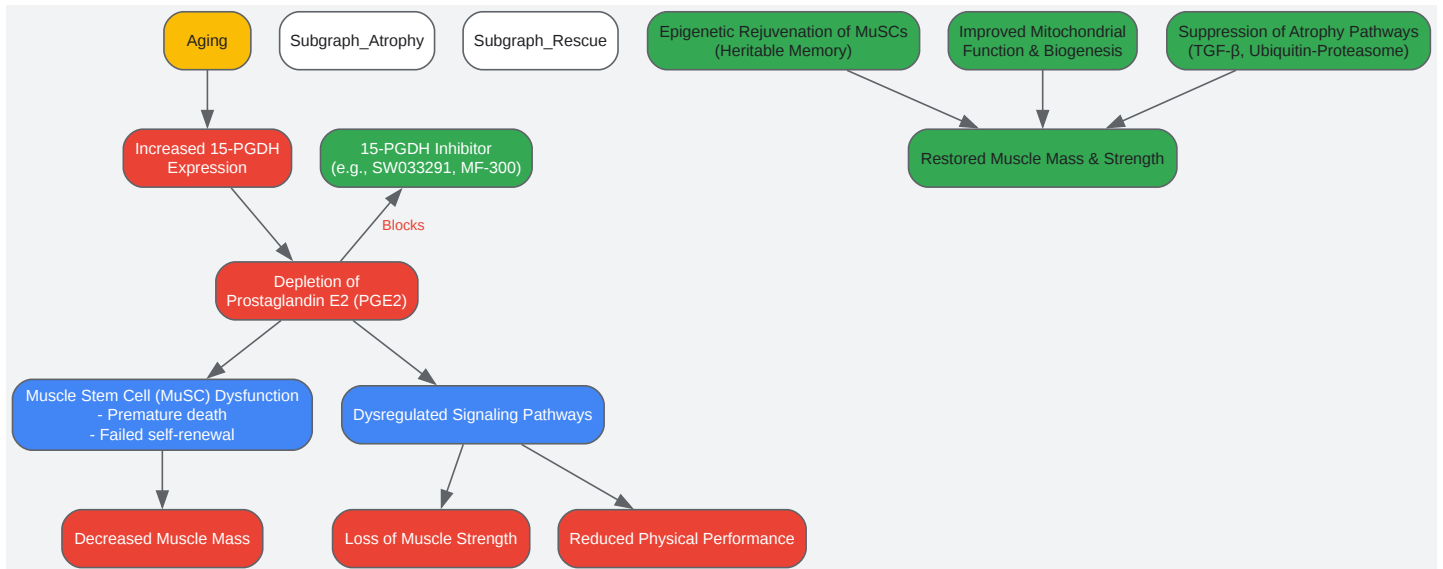 Aging
Subgraph_Atrophy
Subgraph_Rescue
Epigenetic Rejuvenation of MuSCs
(Heritable Memory)
Improved Mitochondrial
Function & Biogenesis
Suppression of Atrophy Pathways
(TGF-β, Ubiquitin-Proteasome)
Increased 15-PGDH
Expression
15-PGDH Inhibitor
(e.g., SW033291, MF-300)
Restored Muscle Mass & Strength
Blocks
Depletion of
Prostaglandin E2 (PGE2)
Muscle Stem Cell (MuSC) Dysfunction
- Premature death
- Failed self-renewal
Dysregulated Signaling Pathways
Decreased Muscle Mass
Loss of Muscle Strength
Reduced Physical Performance